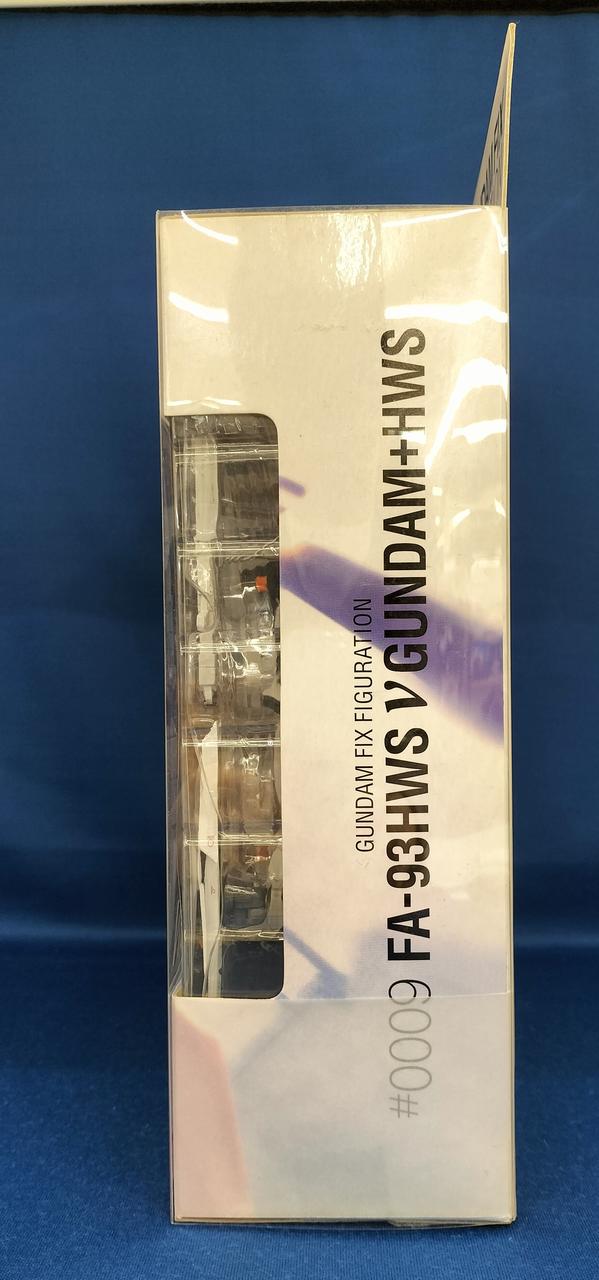 GUNDAM FIX FIGURATION
#0009 FA-93HWS ν GUNDAM+HWS